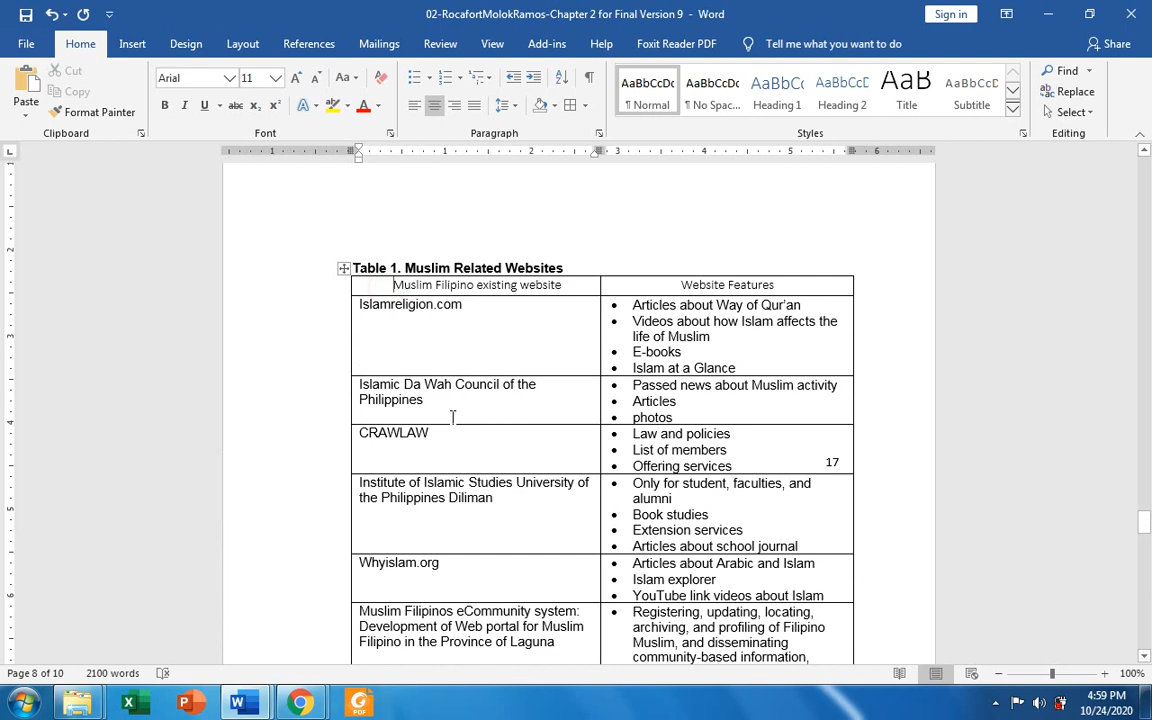 02-RocafortMolokRamos-Chapter 2 for Final Version 9 - Word
Sign in
File Home Insert Design Layout References Mailings Review View Add-ins Help Foxit Reader PDF Tell me what you want to do Share
Paste
Cut
Copy
Format Painter
Clipboard
Arial 11
Font
Paragraph
AaBbCcDc ¶ Normal
AaBbCcDc ¶ No Spac...
AaBbCc Heading 1
AaBbCcC Heading 2
AaB Title
AaBbCcD Subtitle
Styles
Find
Replace
Select
Editing
1 1 2 3 4 5 6
Table 1. Muslim Related Websites
Muslim Filipino existing website Website Features
Islamreligion.com
• Articles about Way of Qur’an
• Videos about how Islam affects the
life of Muslim
• E-books
• Islam at a Glance
Islamic Da Wah Council of the
Philippines
• Passed news about Muslim activity
• Articles
• photos
CRAWLAW
• Law and policies
• List of members
• Offering services
17
Institute of Islamic Studies University of
the Philippines Diliman
• Only for student, faculties, and
alumni
• Book studies
• Extension services
• Articles about school journal
Whyislam.org
• Articles about Arabic and Islam
• Islam explorer
• YouTube link videos about Islam
Muslim Filipinos eCommunity system:
Development of Web portal for Muslim
Filipino in the Province of Laguna
• Registering, updating, locating,
archiving, and profiling of Filipino
Muslim, and disseminating
community-based information,
Page 8 of 10 2100 words 100%
4:59 PM
10/24/2020